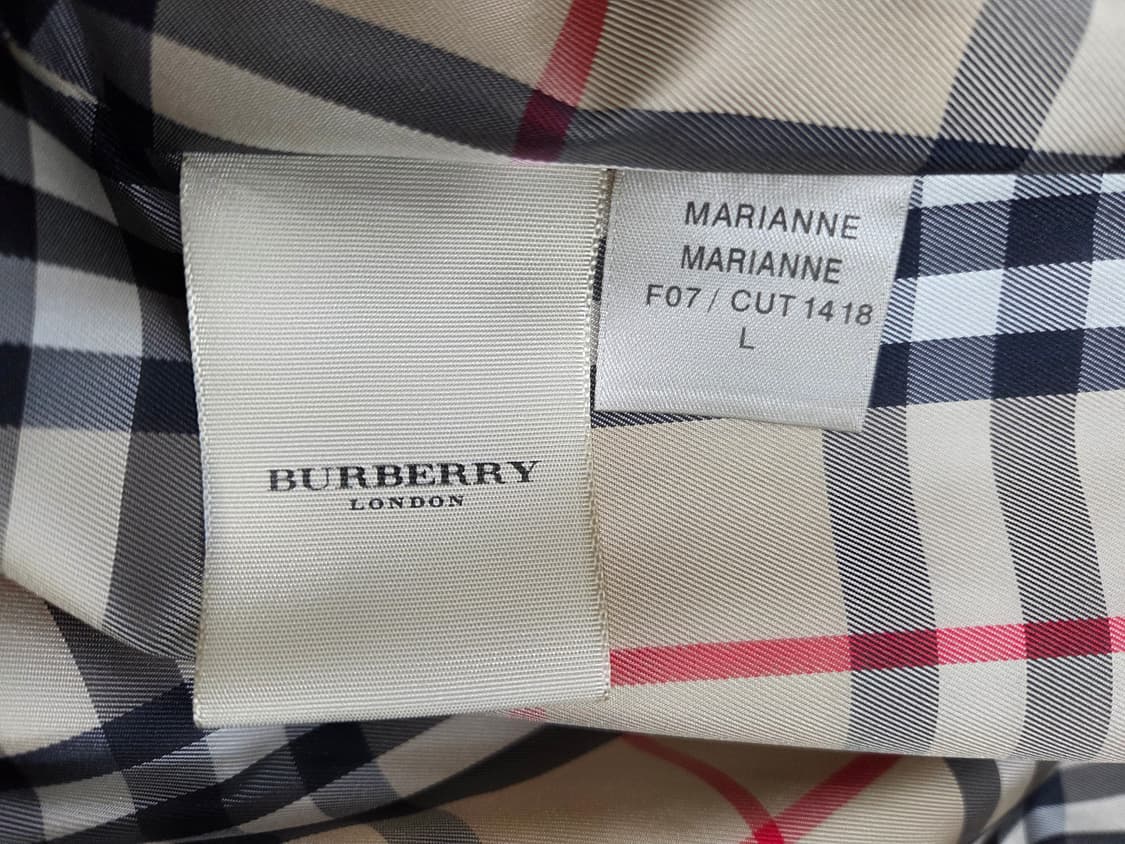 BURBERRY
LONDON
MARIANNE
MARIANNE
F07 / CUT 1418
L